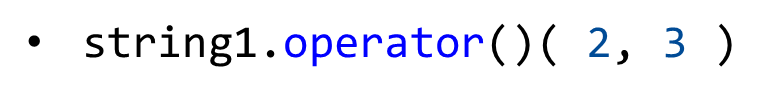 • string1.operator()( 2, 3 )